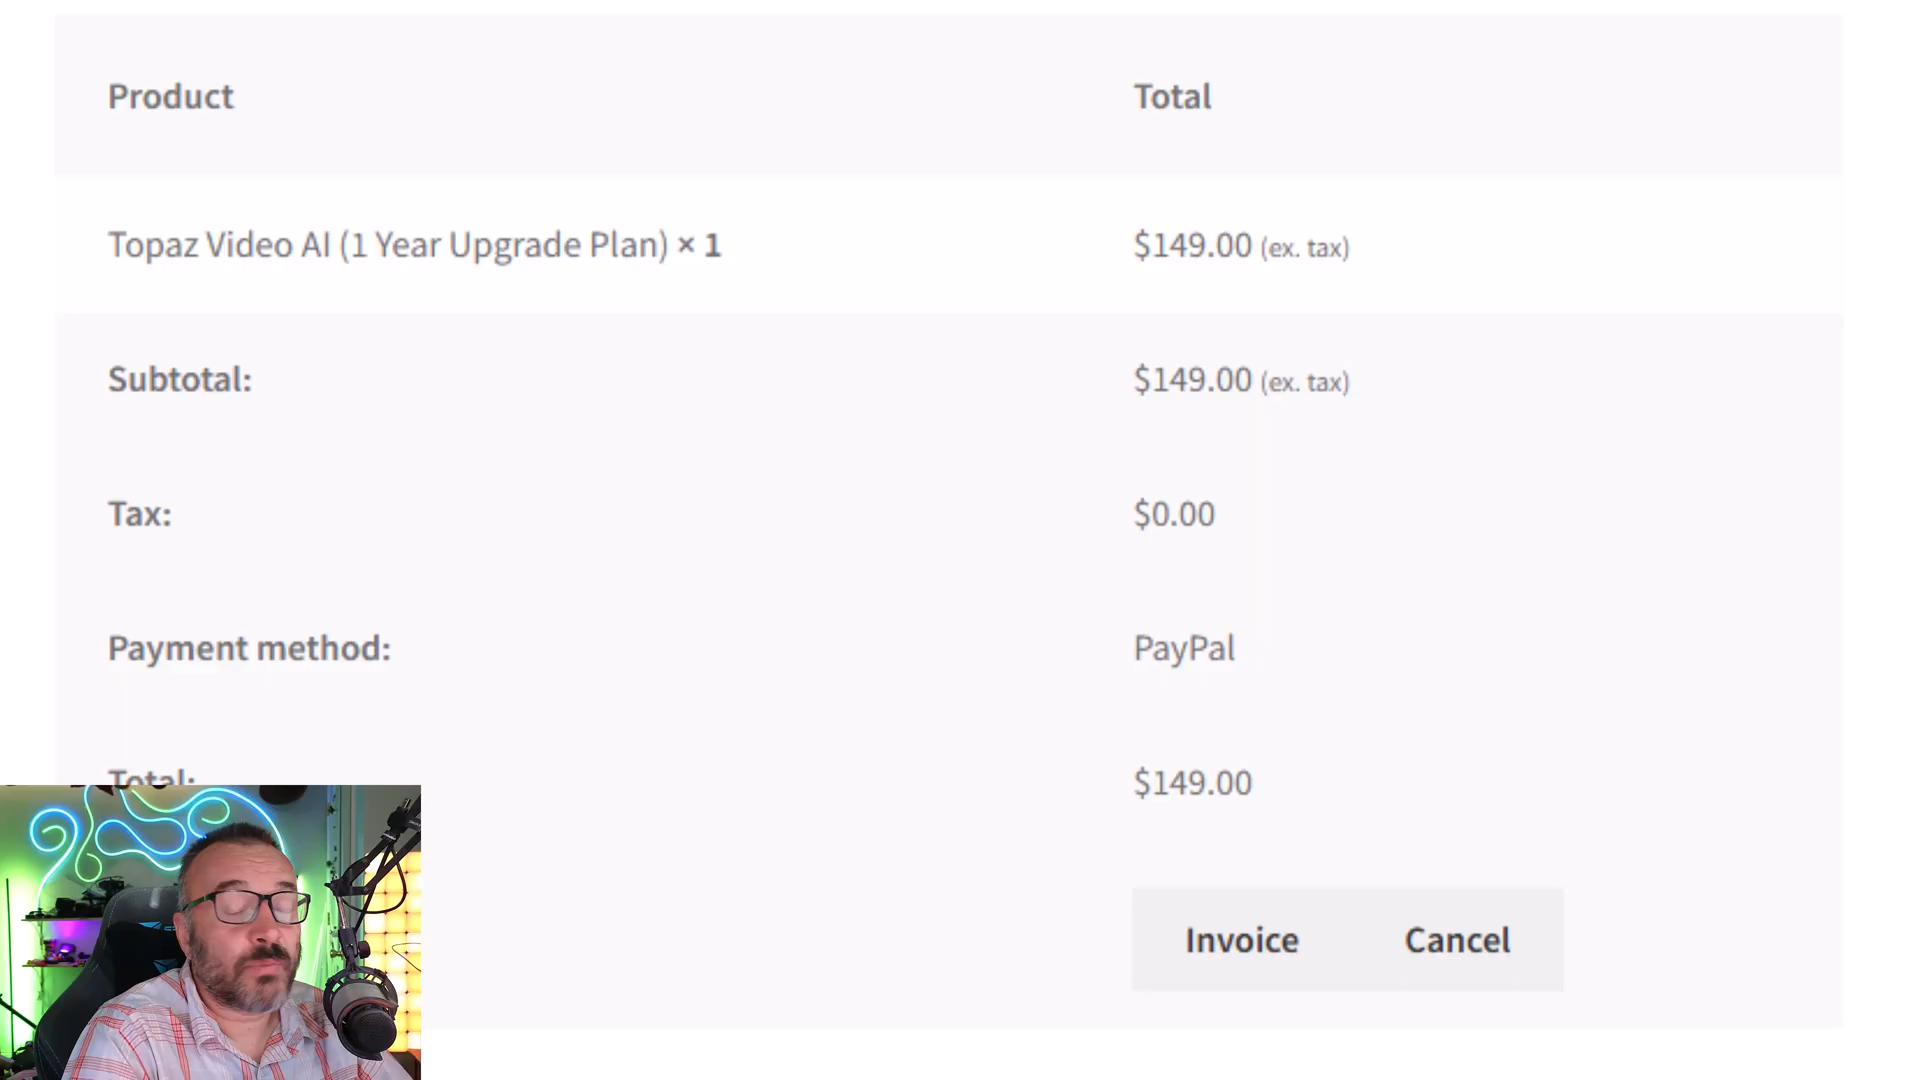 Product Total
Topaz Video AI (1 Year Upgrade Plan) × 1 $149.00 (ex. tax)
Subtotal: $149.00 (ex. tax)
Tax: $0.00
Payment method: PayPal
Total: $149.00
Invoice Cancel